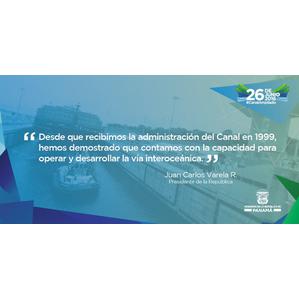 26
DE
JUNIO
2016
#CanalAmpliado
“Desde que recibimos la administración del Canal en 1999,
hemos demostrado que contamos con la capacidad para
operar y desarrollar la vía interoceánica.”
Juan Carlos Varela R.
Presidente de la República
PANAMÁ